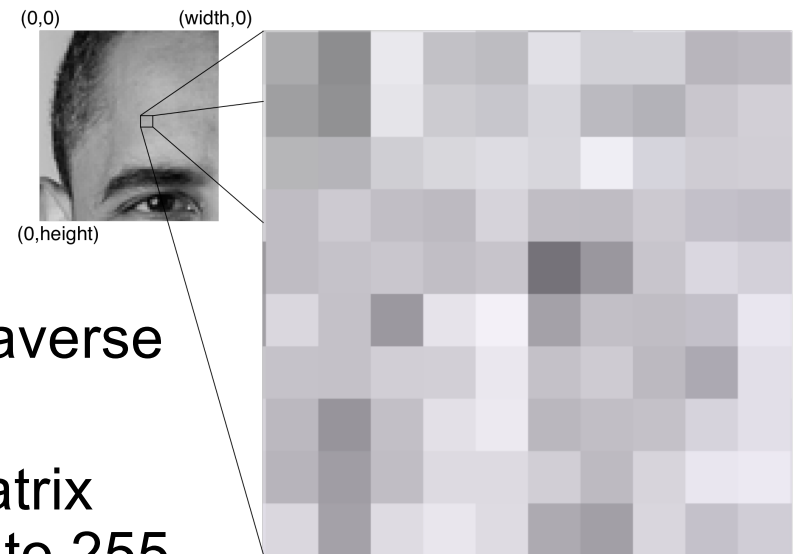 (0,0) (width,0)
(0,height)
averse
atrix
to 255